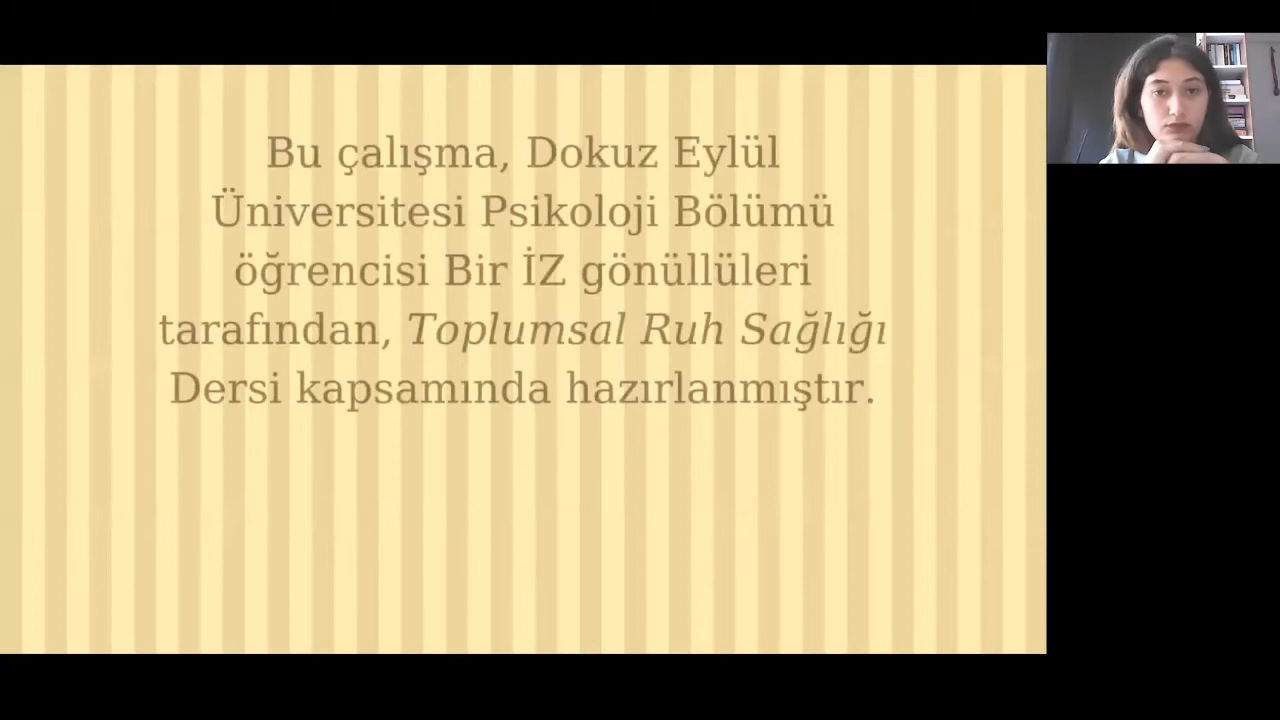 Bu çalışma, Dokuz Eylül
Üniversitesi Psikoloji Bölümü
öğrencisi Bir İZ gönüllüleri
tarafından, Toplumsal Ruh Sağlığı
Dersi kapsamında hazırlanmıştır.